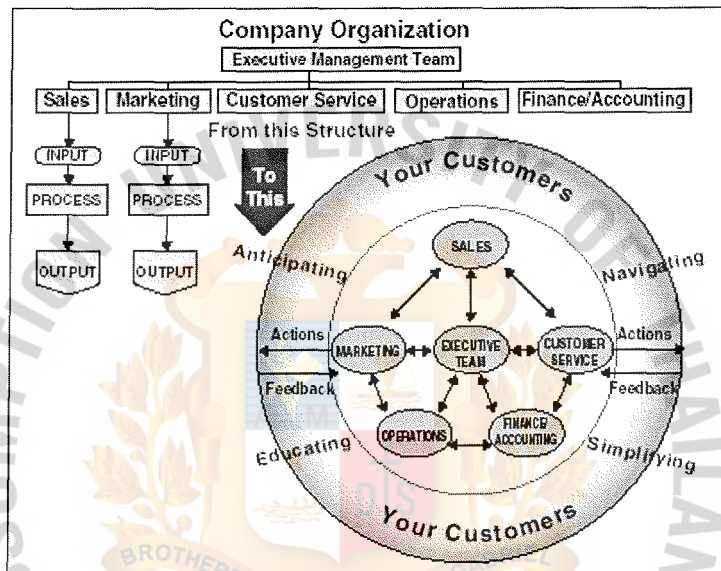 Company Organization
Executive Management Team
Sales Marketing Customer Service Operations Finance/Accounting
From this Structure
INPUT INPUT
To
This
PROCESS PROCESS
OUTPUT OUTPUT
Your Customers
Anticipating
Navigating
SALES
Actions
MARKETING
EXECUTIVE
TEAM
CUSTOMER
SERVICE
Actions
Feedback
Feedback
OPERATIONS
FINANCE/
ACCOUNTING
Educating
Simplifying
Your Customers
BROTHERS